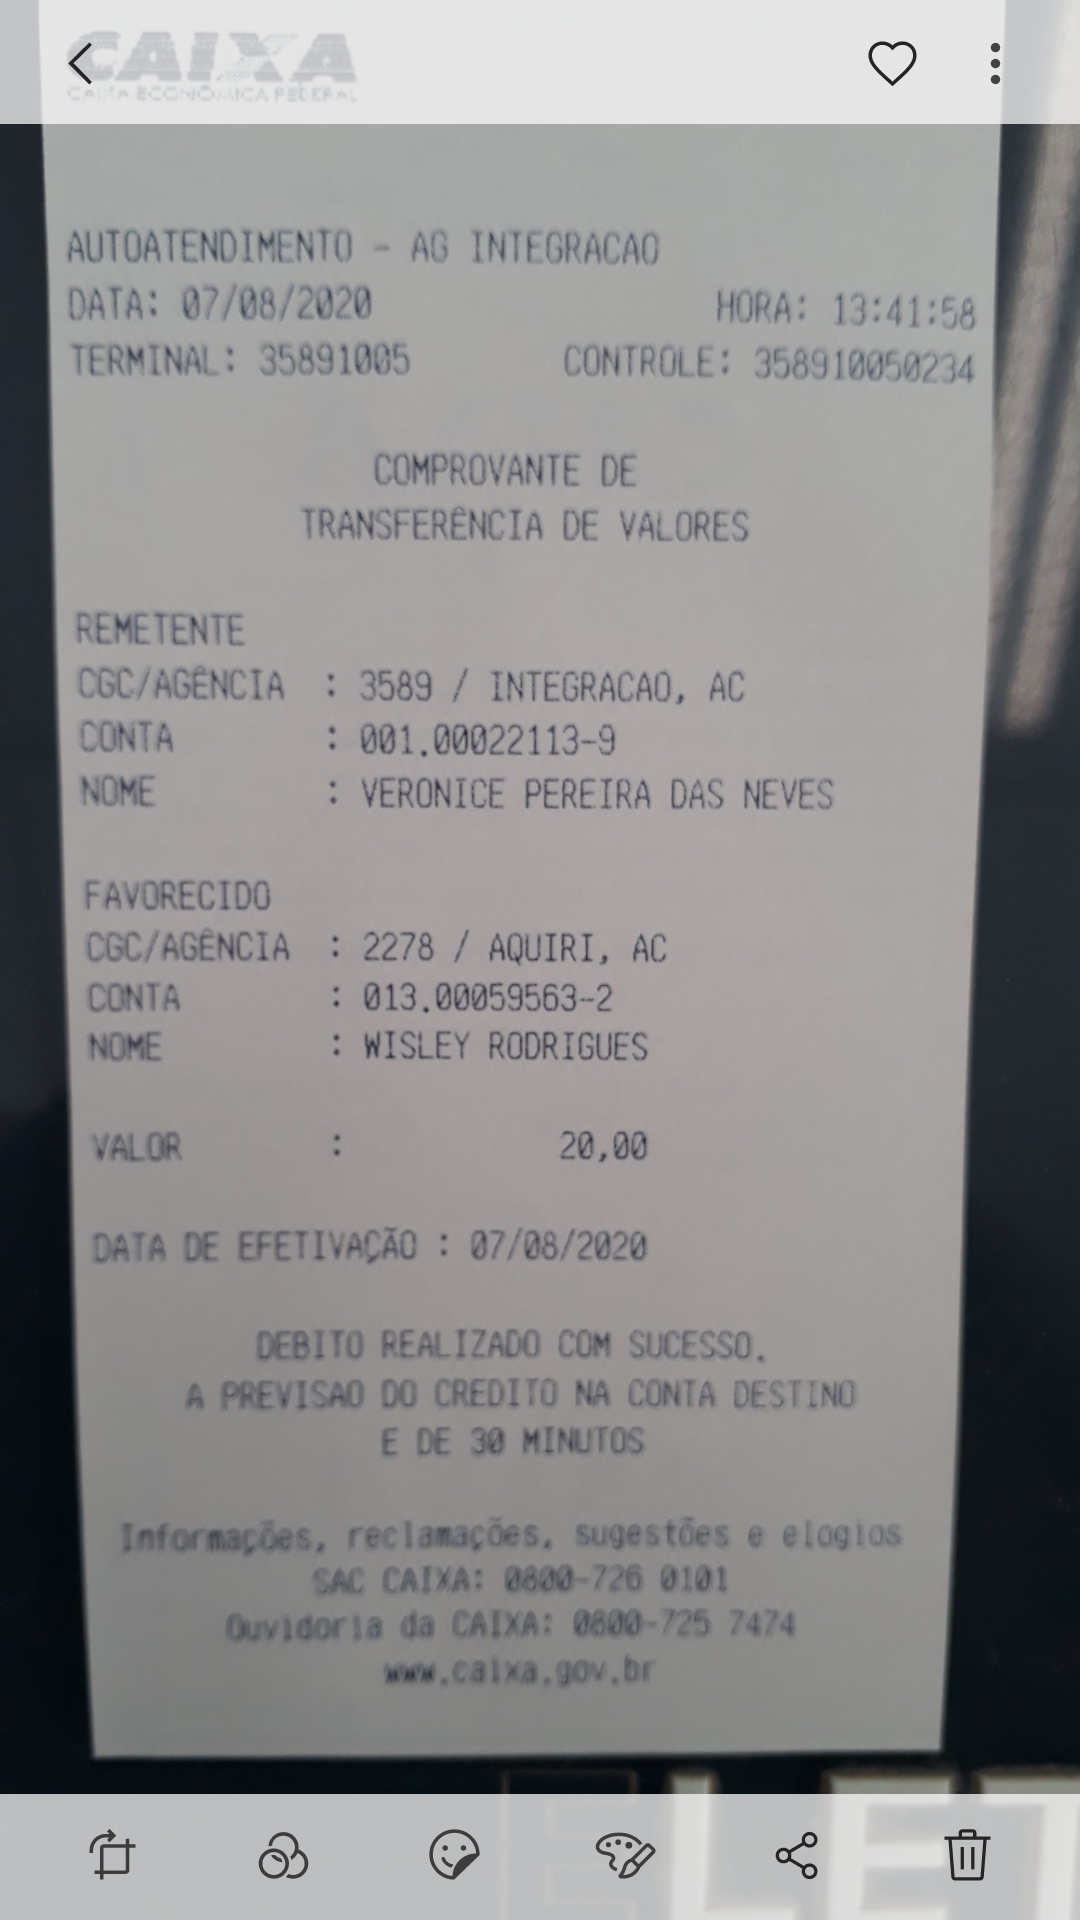 CAIXA
CAIXA ECONÔMICA FEDERAL
AUTOATENDIMENTO - AG INTEGRACAO
DATA: 07/08/2020 HORA: 13:41:58
TERMINAL: 35891005 CONTROLE: 358910050234
COMPROVANTE DE
TRANSFERÊNCIA DE VALORES
REMETENTE
CGC/AGÊNCIA : 3589 / INTEGRACAO, AC
CONTA : 001.00022113-9
NOME : VERONICE PEREIRA DAS NEVES
FAVORECIDO
CGC/AGÊNCIA : 2278 / AQUIRI, AC
CONTA : 013.00059563-2
NOME : WISLEY RODRIGUES
VALOR : 20,00
DATA DE EFETIVAÇÃO : 07/08/2020
DEBITO REALIZADO COM SUCESSO.
A PREVISAO DO CREDITO NA CONTA DESTINO
E DE 30 MINUTOS
Informações, reclamações, sugestões e elogios
SAC CAIXA: 0800-726 0101
Ouvidoria da CAIXA: 0800-725 7474
www.caixa.gov.br